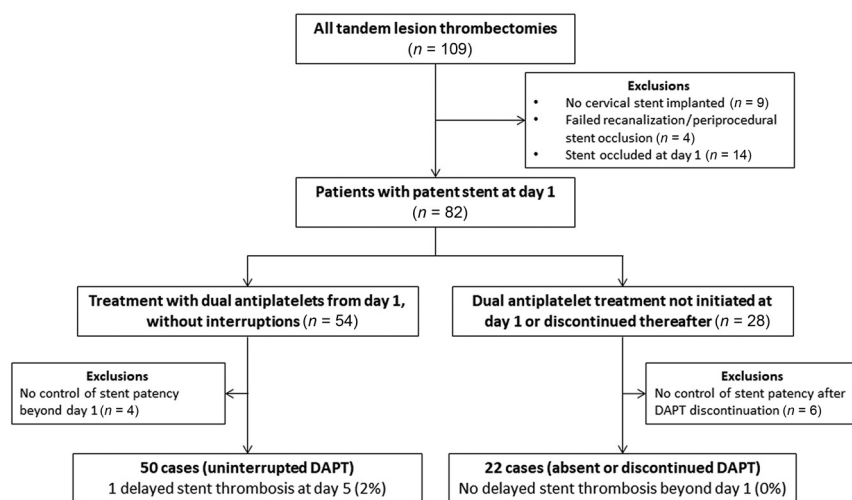 All tandem lesion thrombectomies
(n = 109)
Exclusions
• No cervical stent implanted (n = 9)
• Failed recanalization/periprocedural
stent occlusion (n = 4)
• Stent occluded at day 1 (n = 14)
Patients with patent stent at day 1
(n = 82)
Treatment with dual antiplatelets from day 1,
without interruptions (n = 54)
Dual antiplatelet treatment not initiated at
day 1 or discontinued thereafter (n = 28)
Exclusions
No control of stent patency
beyond day 1 (n = 4)
Exclusions
No control of stent patency after
DAPT discontinuation (n = 6)
50 cases (uninterrupted DAPT)
1 delayed stent thrombosis at day 5 (2%)
22 cases (absent or discontinued DAPT)
No delayed stent thrombosis beyond day 1 (0%)